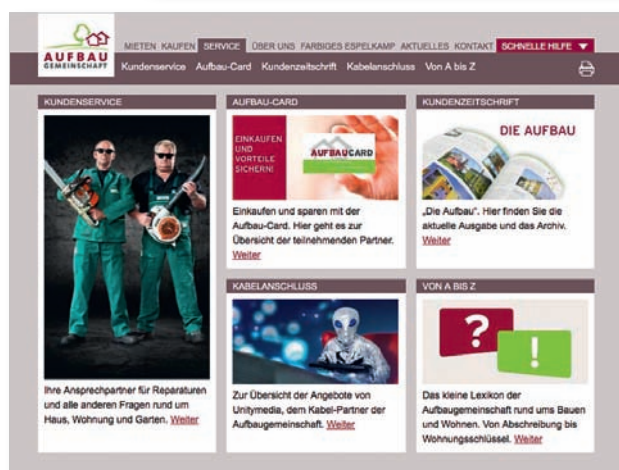 AUFBAU
GEMEINSCHAFT
MIETEN KAUFEN SERVICE ÜBER UNS FARBIGES ESPELKAMP AKTUELLES KONTAKT SCHNELLE HILFE
Kundenservice Aufbau-Card Kundenzeitschrift Kabelanschluss Von A bis Z
KUNDENSERVICE
Ihre Ansprechpartner für Reparaturen
und alle anderen Fragen rund um
Haus, Wohnung und Garten. Weiter
AUFBAU-CARD
EINKAUFEN
UND
VORTEILE
SICHERN!
AUFBAUCARD
Einkaufen und sparen mit der
Aufbau-Card. Hier geht es zur
Übersicht der teilnehmenden Partner.
Weiter
KUNDENZEITSCHRIFT
DIE AUFBAU
„Die Aufbau". Hier finden Sie die
aktuelle Ausgabe und das Archiv.
Weiter
KABELANSCHLUSS
Zur Übersicht der Angebote von
Unitymedia, dem Kabel-Partner der
Aufbaugemeinschaft. Weiter
VON A BIS Z
?
!
Das kleine Lexikon der
Aufbaugemeinschaft rund ums Bauen
und Wohnen. Von Abschreibung bis
Wohnungsschlüssel. Weiter